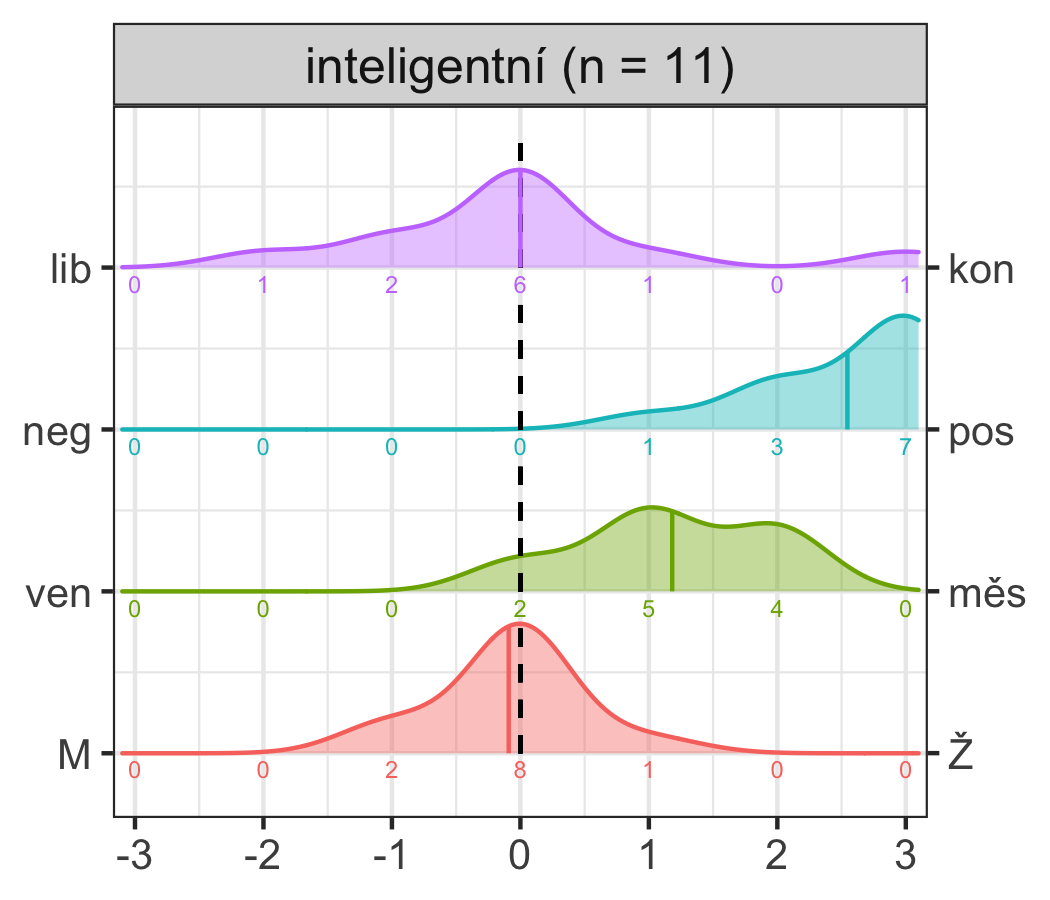 inteligentní (n = 11)
lib kon
0 1 2 6 1 0 1
neg pos
0 0 0 0 1 3 7
ven měs
0 0 0 2 5 4 0
M Ž
0 0 2 8 1 0 0
-3 -2 -1 0 1 2 3